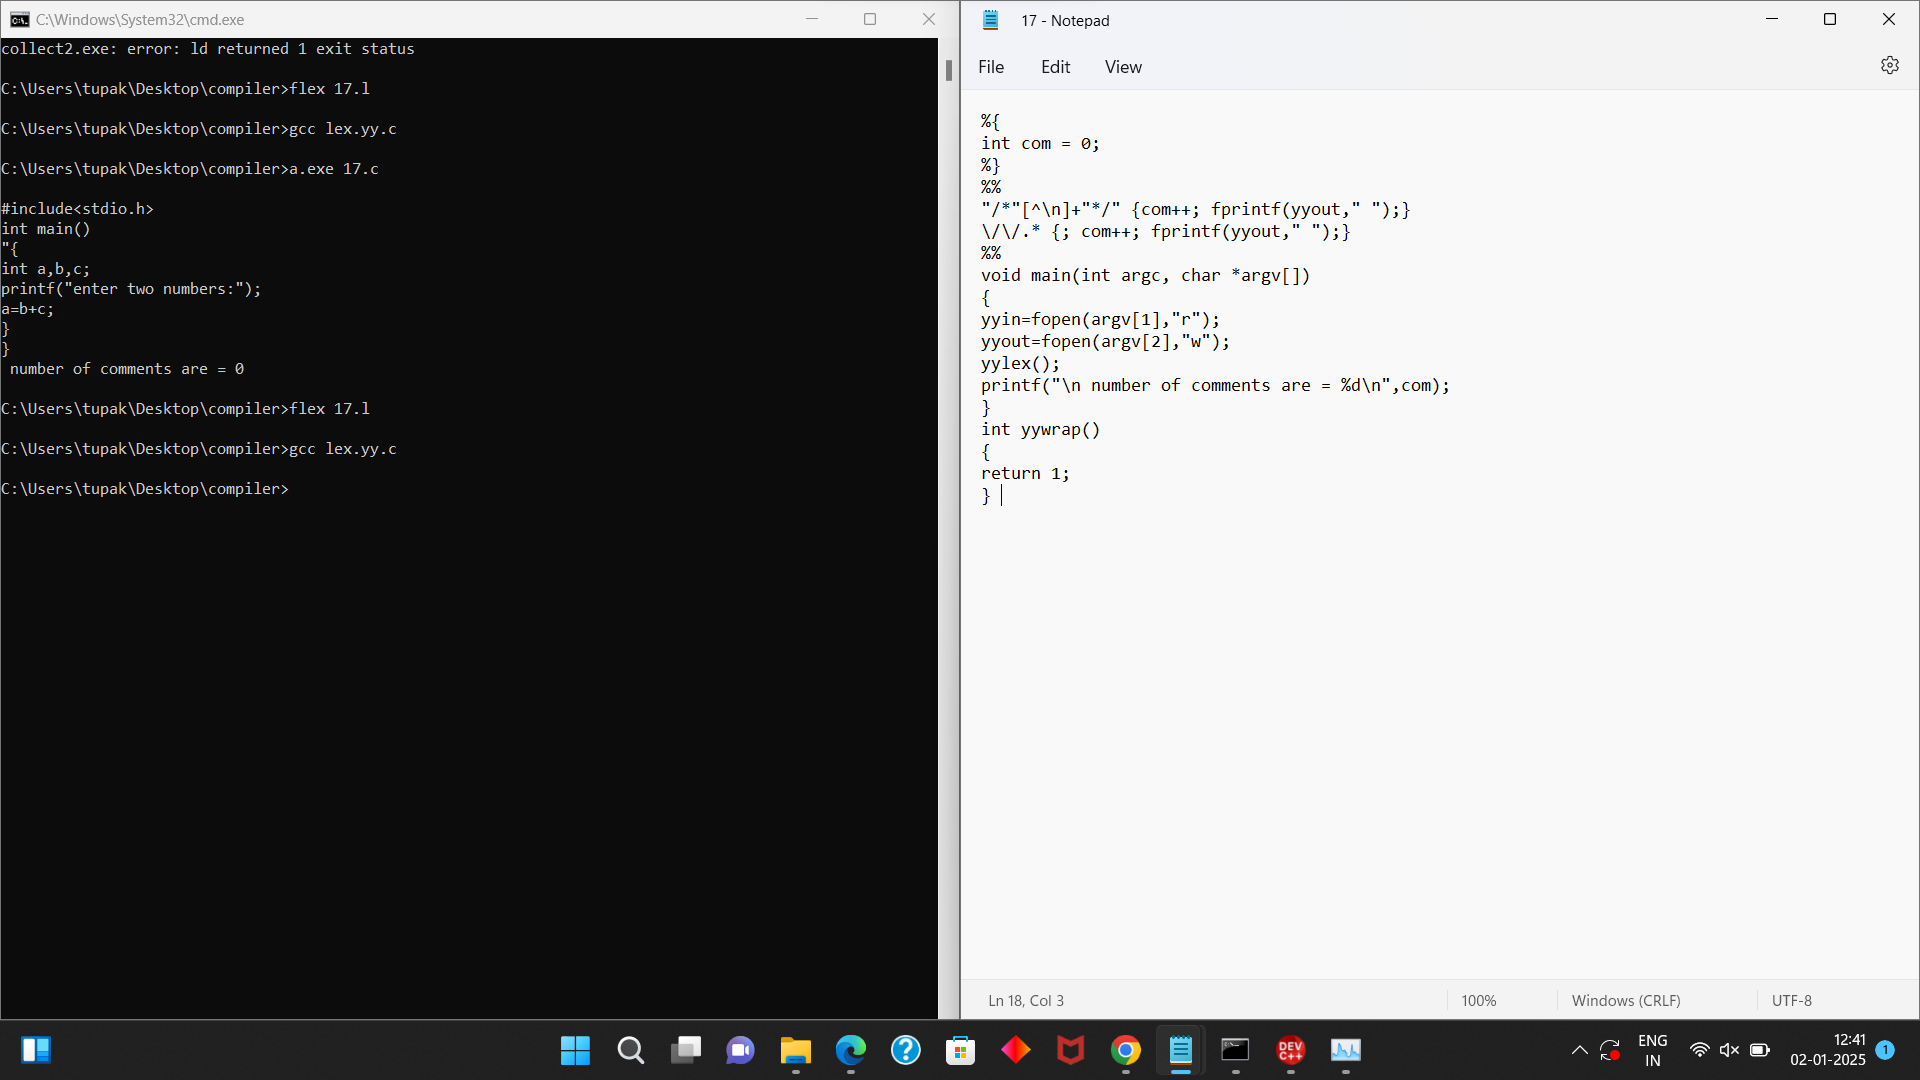 C:\Windows\System32\cmd.exe
collect2.exe: error: ld returned 1 exit status
C:\Users\tupak\Desktop\compiler>flex 17.l
C:\Users\tupak\Desktop\compiler>gcc lex.yy.c
C:\Users\tupak\Desktop\compiler>a.exe 17.c
#include<stdio.h>
int main()
"{
int a,b,c;
printf("enter two numbers:");
a=b+c;
}
}
number of comments are = 0
C:\Users\tupak\Desktop\compiler>flex 17.l
C:\Users\tupak\Desktop\compiler>gcc lex.yy.c
C:\Users\tupak\Desktop\compiler>
17 - Notepad
File Edit View
%{
int com = 0;
%}
%%
"/*"[^\n]+"*/" {com++; fprintf(yyout," ");}
\/\/.* {; com++; fprintf(yyout," ");}
%%
void main(int argc, char *argv[])
{
yyin=fopen(argv[1],"r");
yyout=fopen(argv[2],"w");
yylex();
printf("\n number of comments are = %d\n",com);
}
int yywrap()
{
return 1;
}
Ln 18, Col 3 100% Windows (CRLF) UTF-8
DEV
C++
ENG
IN
12:41
02-01-2025
1